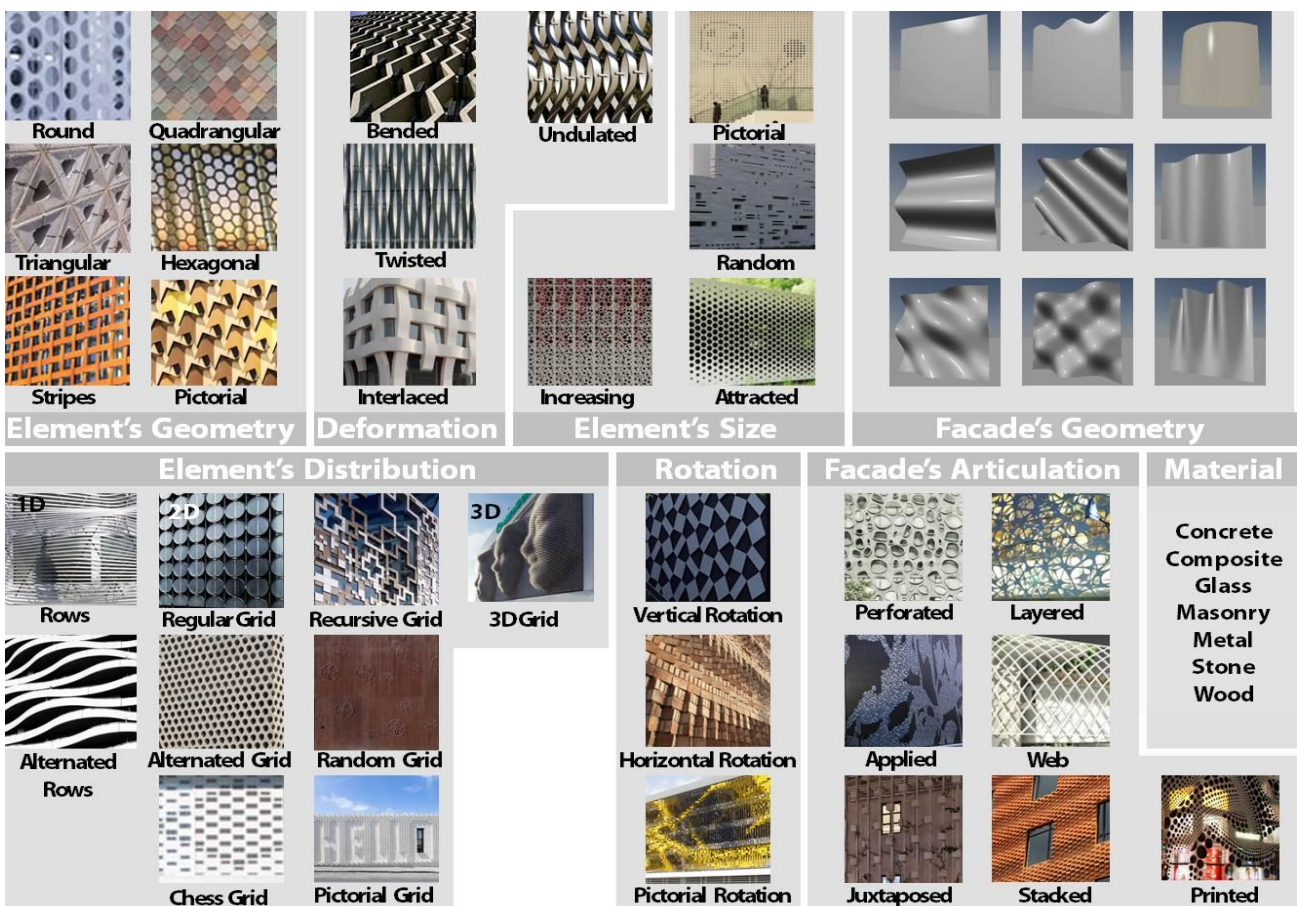 Round
Quadrangular
Bended
Undulated
Pictorial
Triangular
Hexagonal
Twisted
Random
Stripes
Pictorial
Interlaced
Increasing
Attracted
Element's Geometry
Deformation
Element's Size
Facade's Geometry
Element's Distribution
Rotation
Facade's Articulation
Material
1D
2D
3D
Rows
Regular Grid
Recursive Grid
3DGrid
Vertical Rotation
Perforated
Layered
Concrete
Composite
Glass
Masonry
Metal
Stone
Wood
Alternated
Rows
Alternated Grid
Random Grid
Horizontal Rotation
Applied
Web
HELLO
Chess Grid
Pictorial Grid
Pictorial Rotation
Juxtaposed
Stacked
Printed